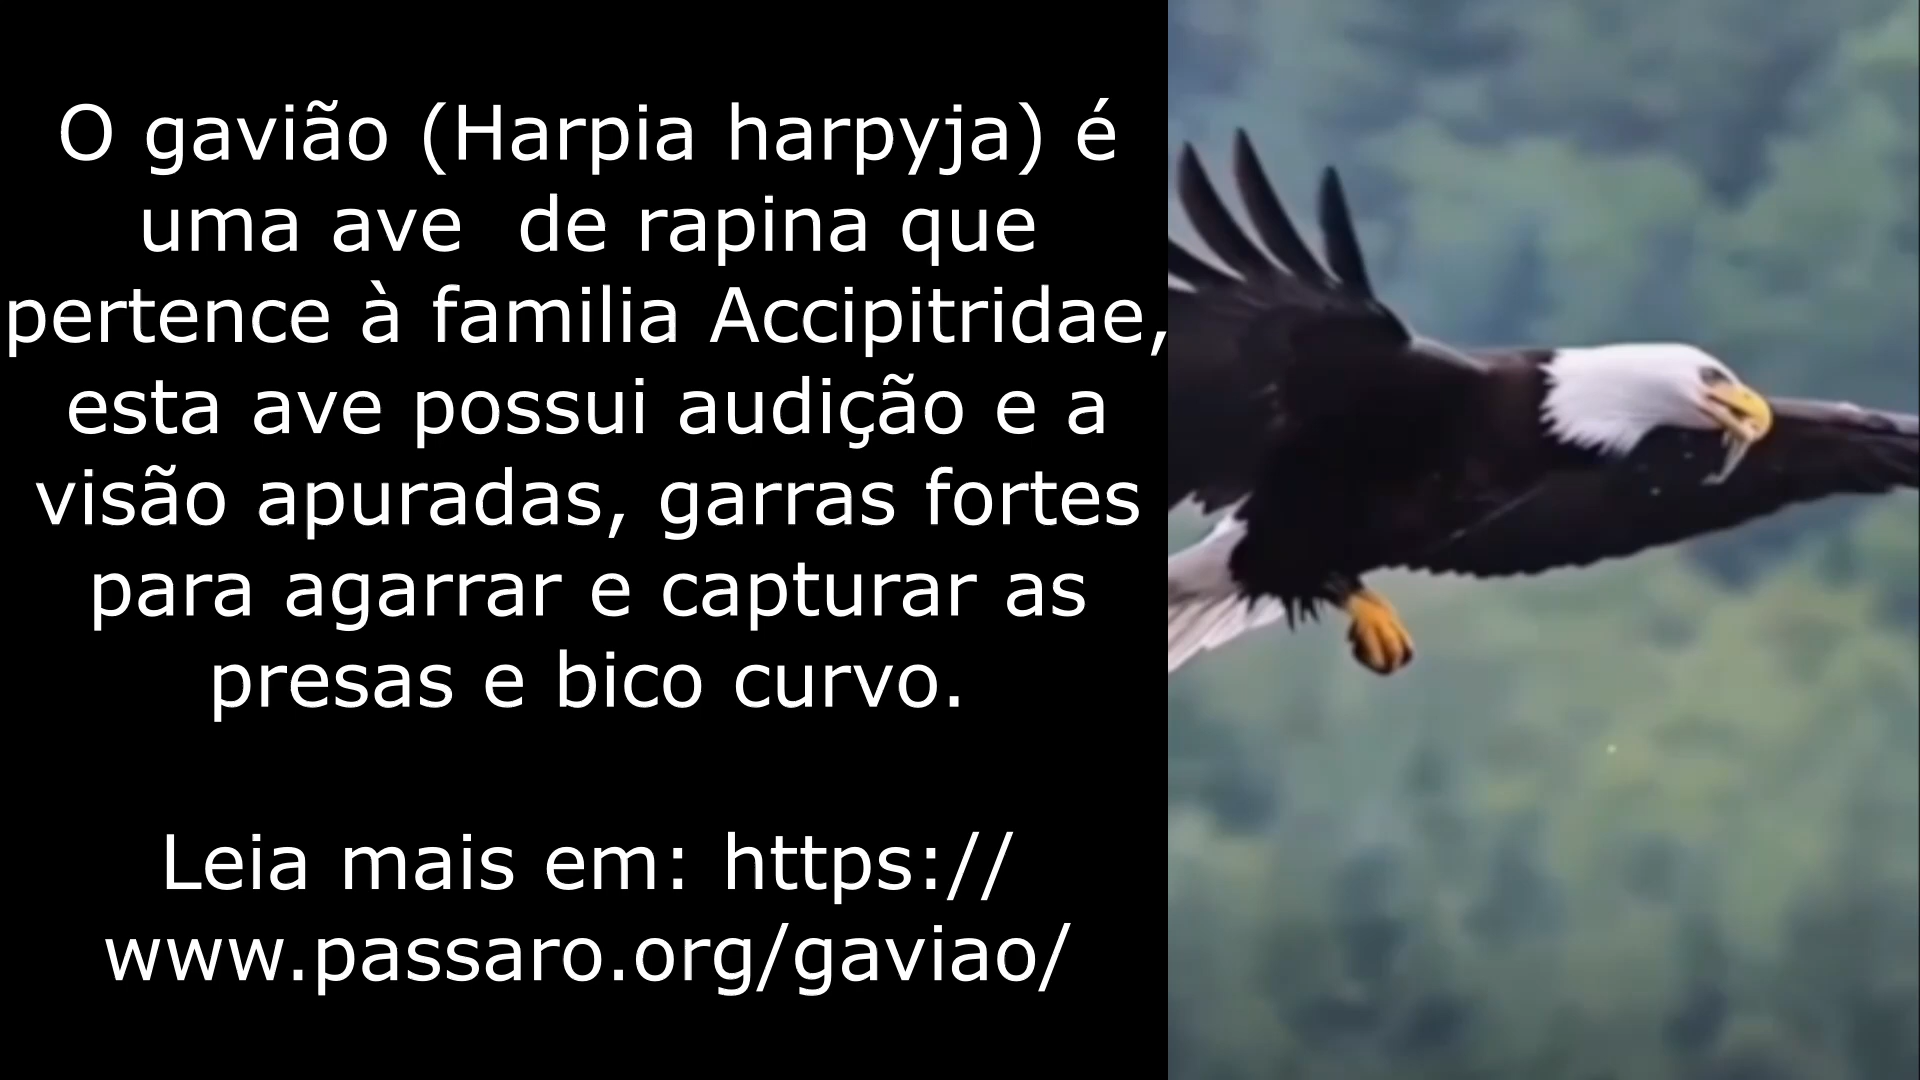 O gavião (Harpia harpyja) é
uma ave  de rapina que
pertence à familia Accipitridae,
esta ave possui audição e a
visão apuradas, garras fortes
para agarrar e capturar as
presas e bico curvo.
Leia mais em: https://
www.passaro.org/gaviao/